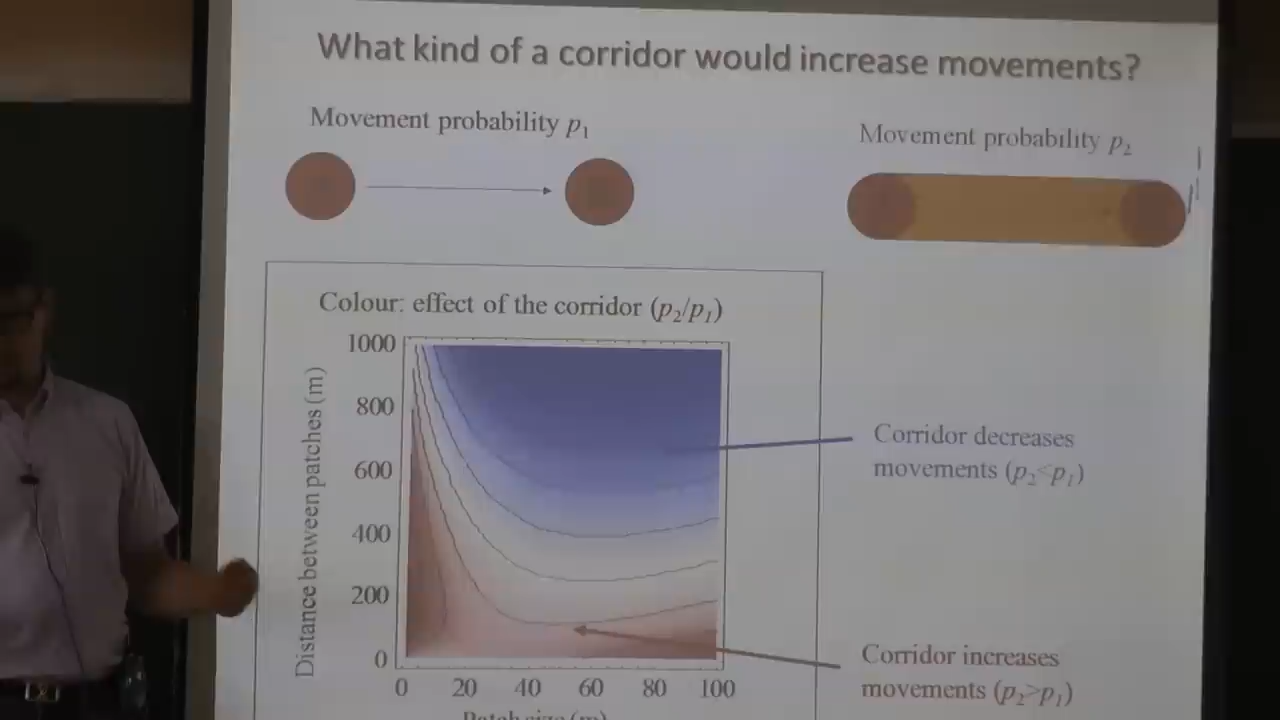 What kind of a corridor would increase movements?
Movement probability p1
Movement probability p2
Colour: effect of the corridor (p2/p1)
Distance between patches (m)
1000
800
600
400
200
0
0 20 40 60 80 100
Patch size (m)
Corridor decreases
movements (p2<p1)
Corridor increases
movements (p2>p1)